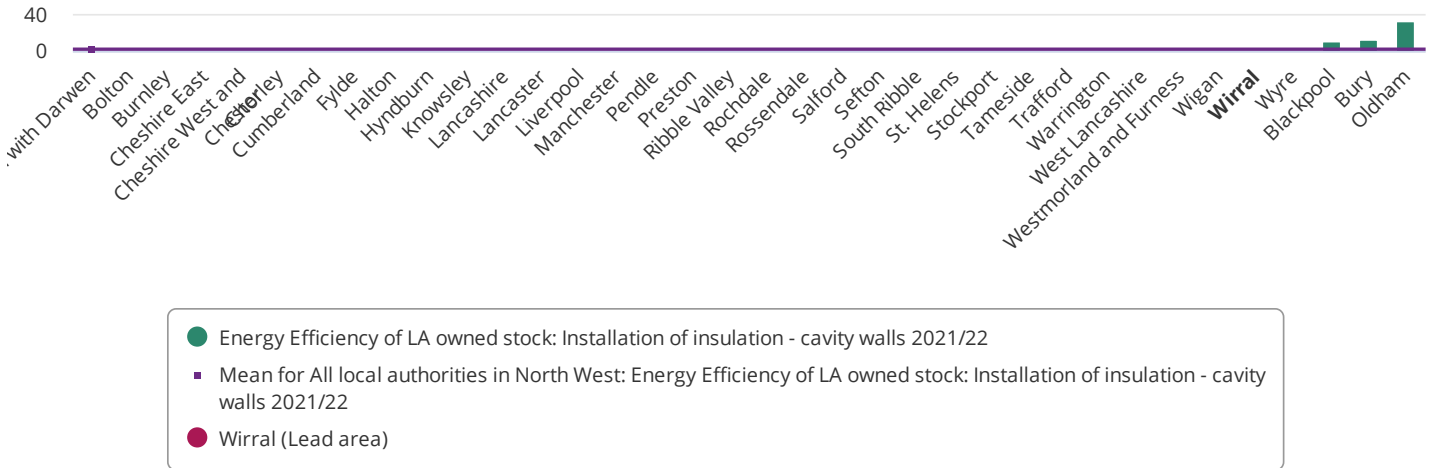 40
0
with Darwen
Bolton
Burnley
Cheshire East
Cheshire West and
Chester
Chorley
Cumberland
Fylde
Halton
Hyndburn
Knowsley
Lancashire
Lancaster
Liverpool
Manchester
Pendle
Preston
Ribble Valley
Rochdale
Rossendale
Salford
Sefton
South Ribble
St. Helens
Stockport
Tameside
Trafford
Warrington
West Lancashire
Westmorland and Furness
Wigan
Wirral
Wyre
Blackpool
Bury
Oldham
Energy Efficiency of LA owned stock: Installation of insulation - cavity walls 2021/22
Mean for All local authorities in North West: Energy Efficiency of LA owned stock: Installation of insulation - cavity
walls 2021/22
Wirral (Lead area)